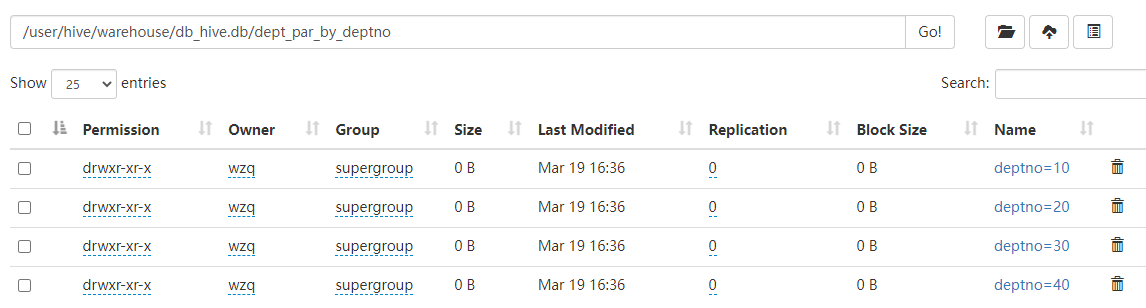 /user/hive/warehouse/db_hive.db/dept_par_by_deptno Go!
Show 25 entries Search:
Permission Owner Group Size Last Modified Replication Block Size Name
drwxr-xr-x wzq supergroup 0 B Mar 19 16:36 0 0 B deptno=10
drwxr-xr-x wzq supergroup 0 B Mar 19 16:36 0 0 B deptno=20
drwxr-xr-x wzq supergroup 0 B Mar 19 16:36 0 0 B deptno=30
drwxr-xr-x wzq supergroup 0 B Mar 19 16:36 0 0 B deptno=40